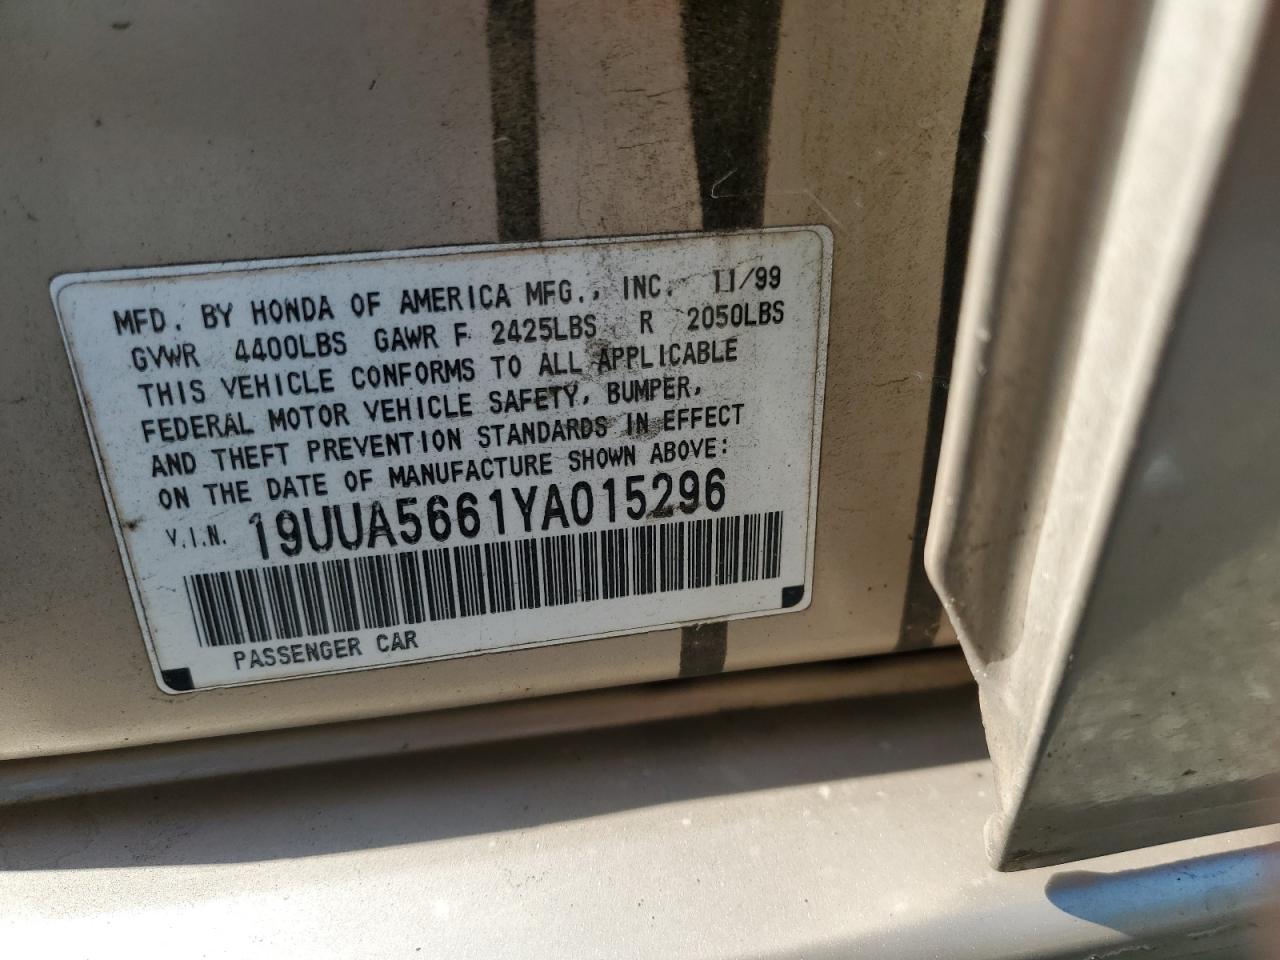 MFD. BY HONDA OF AMERICA MFG., INC. 11/99
GVWR 4400LBS GAWR F 2425LBS R 2050LBS
THIS VEHICLE CONFORMS TO ALL APPLICABLE
FEDERAL MOTOR VEHICLE SAFETY, BUMPER,
AND THEFT PREVENTION STANDARDS IN EFFECT
ON THE DATE OF MANUFACTURE SHOWN ABOVE:
V.I.N. 19UUA5661YA015296
PASSENGER CAR